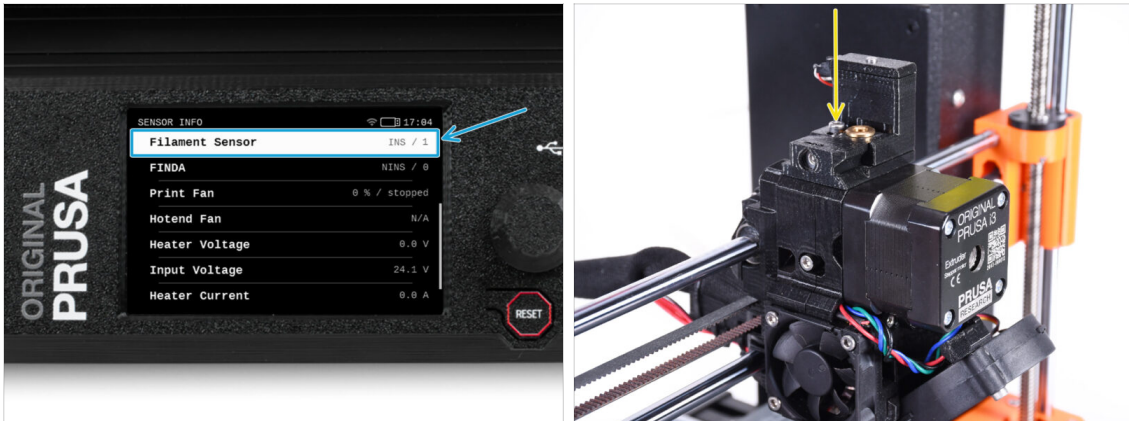 SENSOR INFO 17:04
Filament Sensor INS / 1
FINDA NINS / 0
Print Fan 0 % / stopped
Hotend Fan N/A
Heater Voltage 0.0 V
Input Voltage 24.1 V
Heater Current 0.0 A
ORIGINAL
PRUSA
RESET
ORIGINAL
PRUSA i3
Extruder
CE
PRUSA
RESEARCH